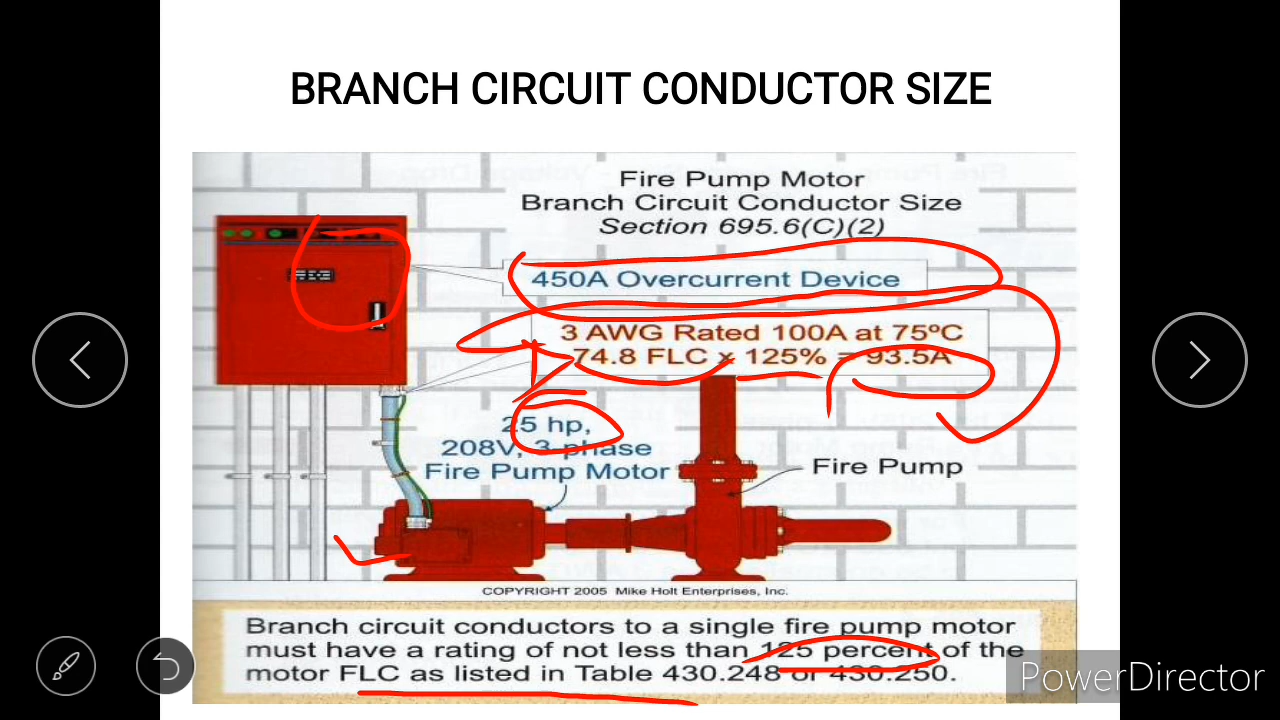 BRANCH CIRCUIT CONDUCTOR SIZE
Fire Pump Motor
Branch Circuit Conductor Size
Section 695.6(C)(2)
450A Overcurrent Device
3 AWG Rated 100A at 75ºC
74.8 FLC x 125% = 93.5A
25 hp,
208V, 3-phase
Fire Pump Motor
Fire Pump
COPYRIGHT 2005 Mike Holt Enterprises, Inc.
Branch circuit conductors to a single fire pump motor
must have a rating of not less than 125 percent of the
motor FLC as listed in Table 430.248 or 430.250.
PowerDirector